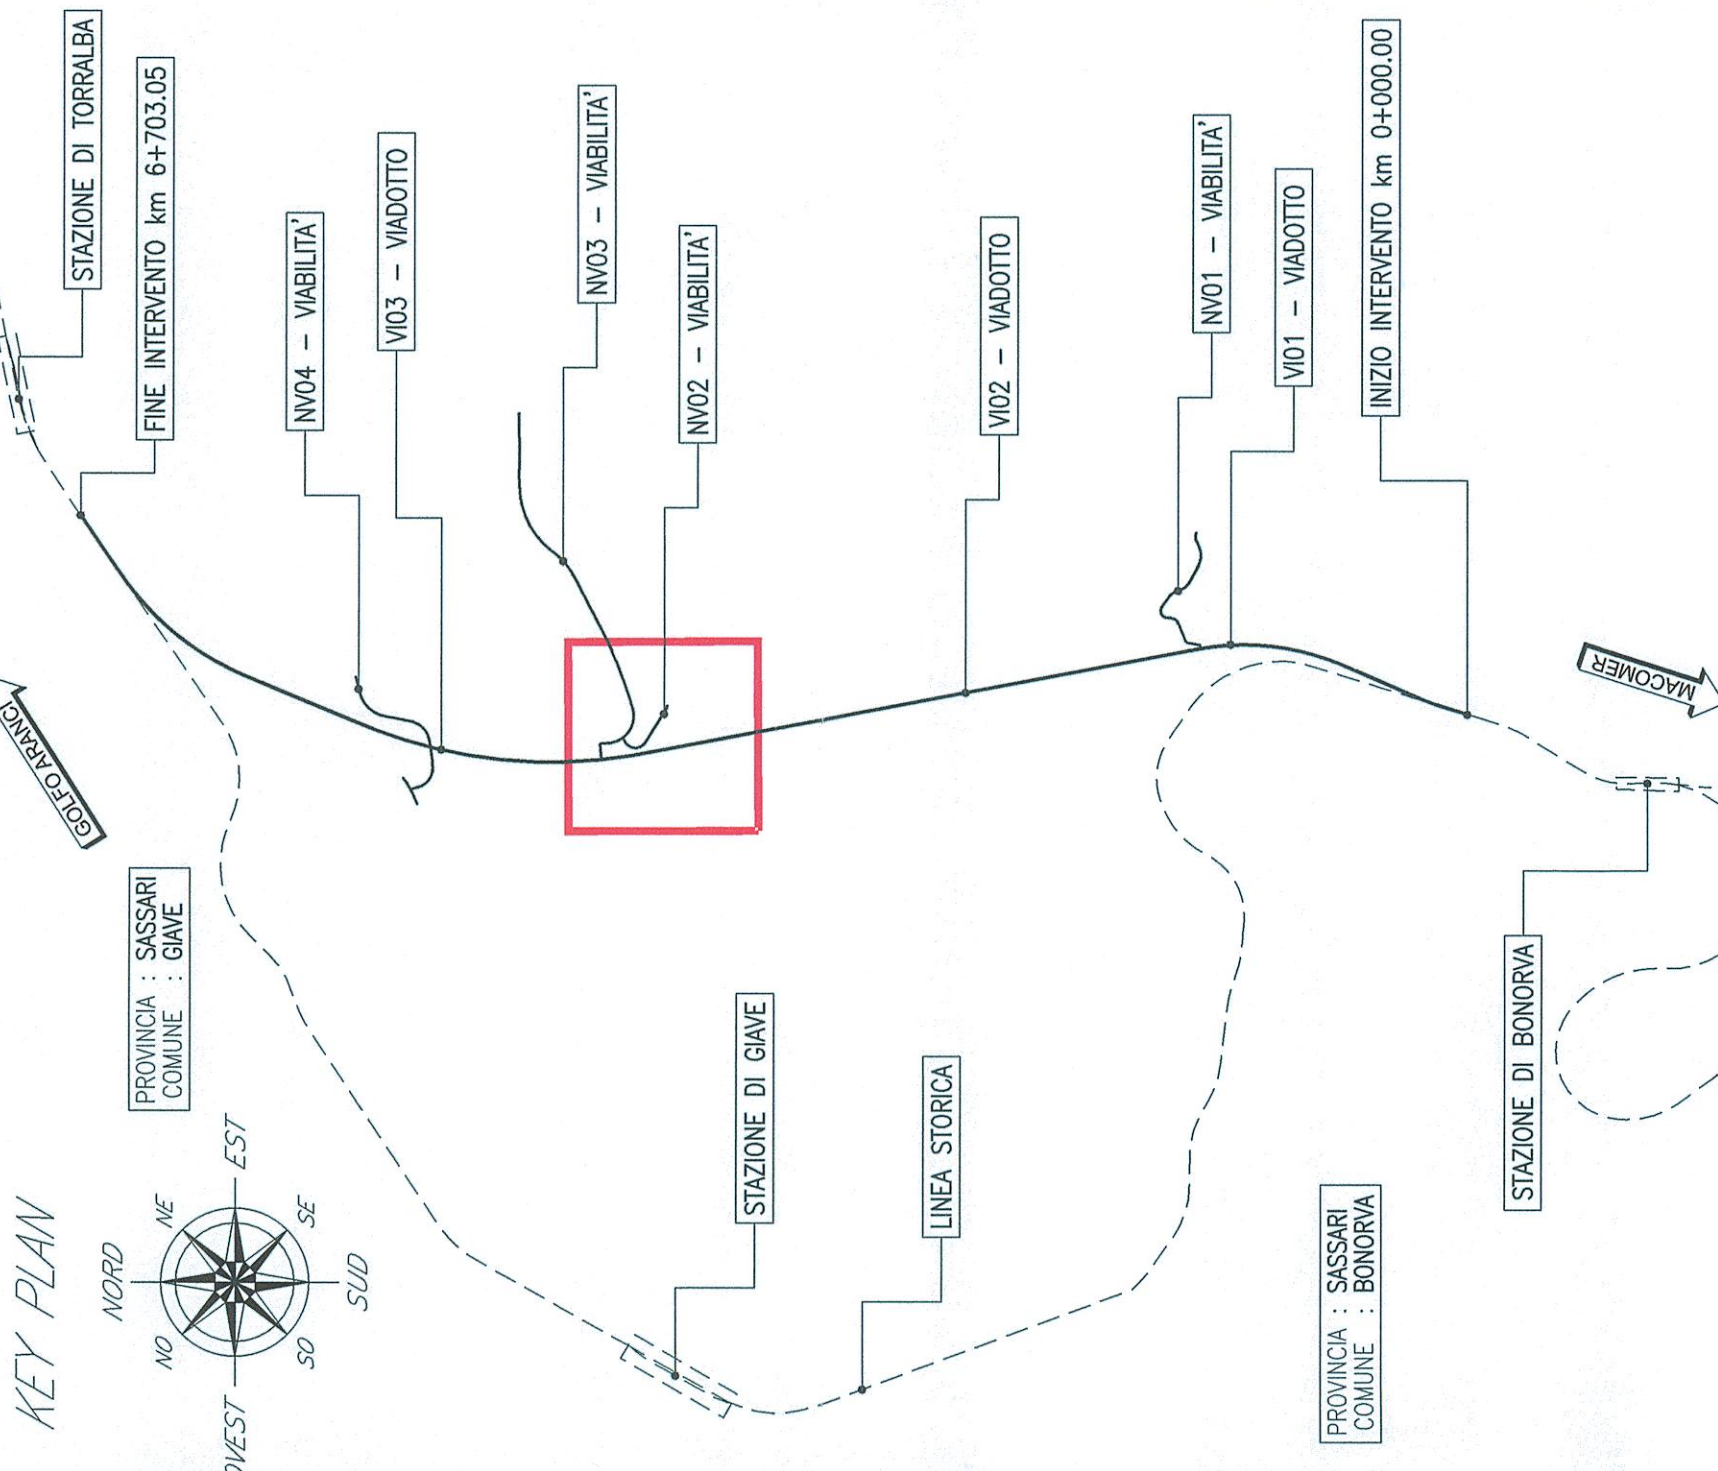 KEY PLAN
NORD
NE
EST
SE
SUD
SO
OVEST
NO
PROVINCIA : SASSARI
COMUNE : GIAVE
GOLFO ARANCI
STAZIONE DI TORRALBA
FINE INTERVENTO km 6+703.05
NV04 – VIABILITA'
VI03 – VIADOTTO
NV03 – VIABILITA'
NV02 – VIABILITA'
VI02 – VIADOTTO
NV01 – VIABILITA'
VI01 – VIADOTTO
INIZIO INTERVENTO km 0+000.00
MACOMER
STAZIONE DI GIAVE
LINEA STORICA
STAZIONE DI BONORVA
PROVINCIA : SASSARI
COMUNE : BONORVA